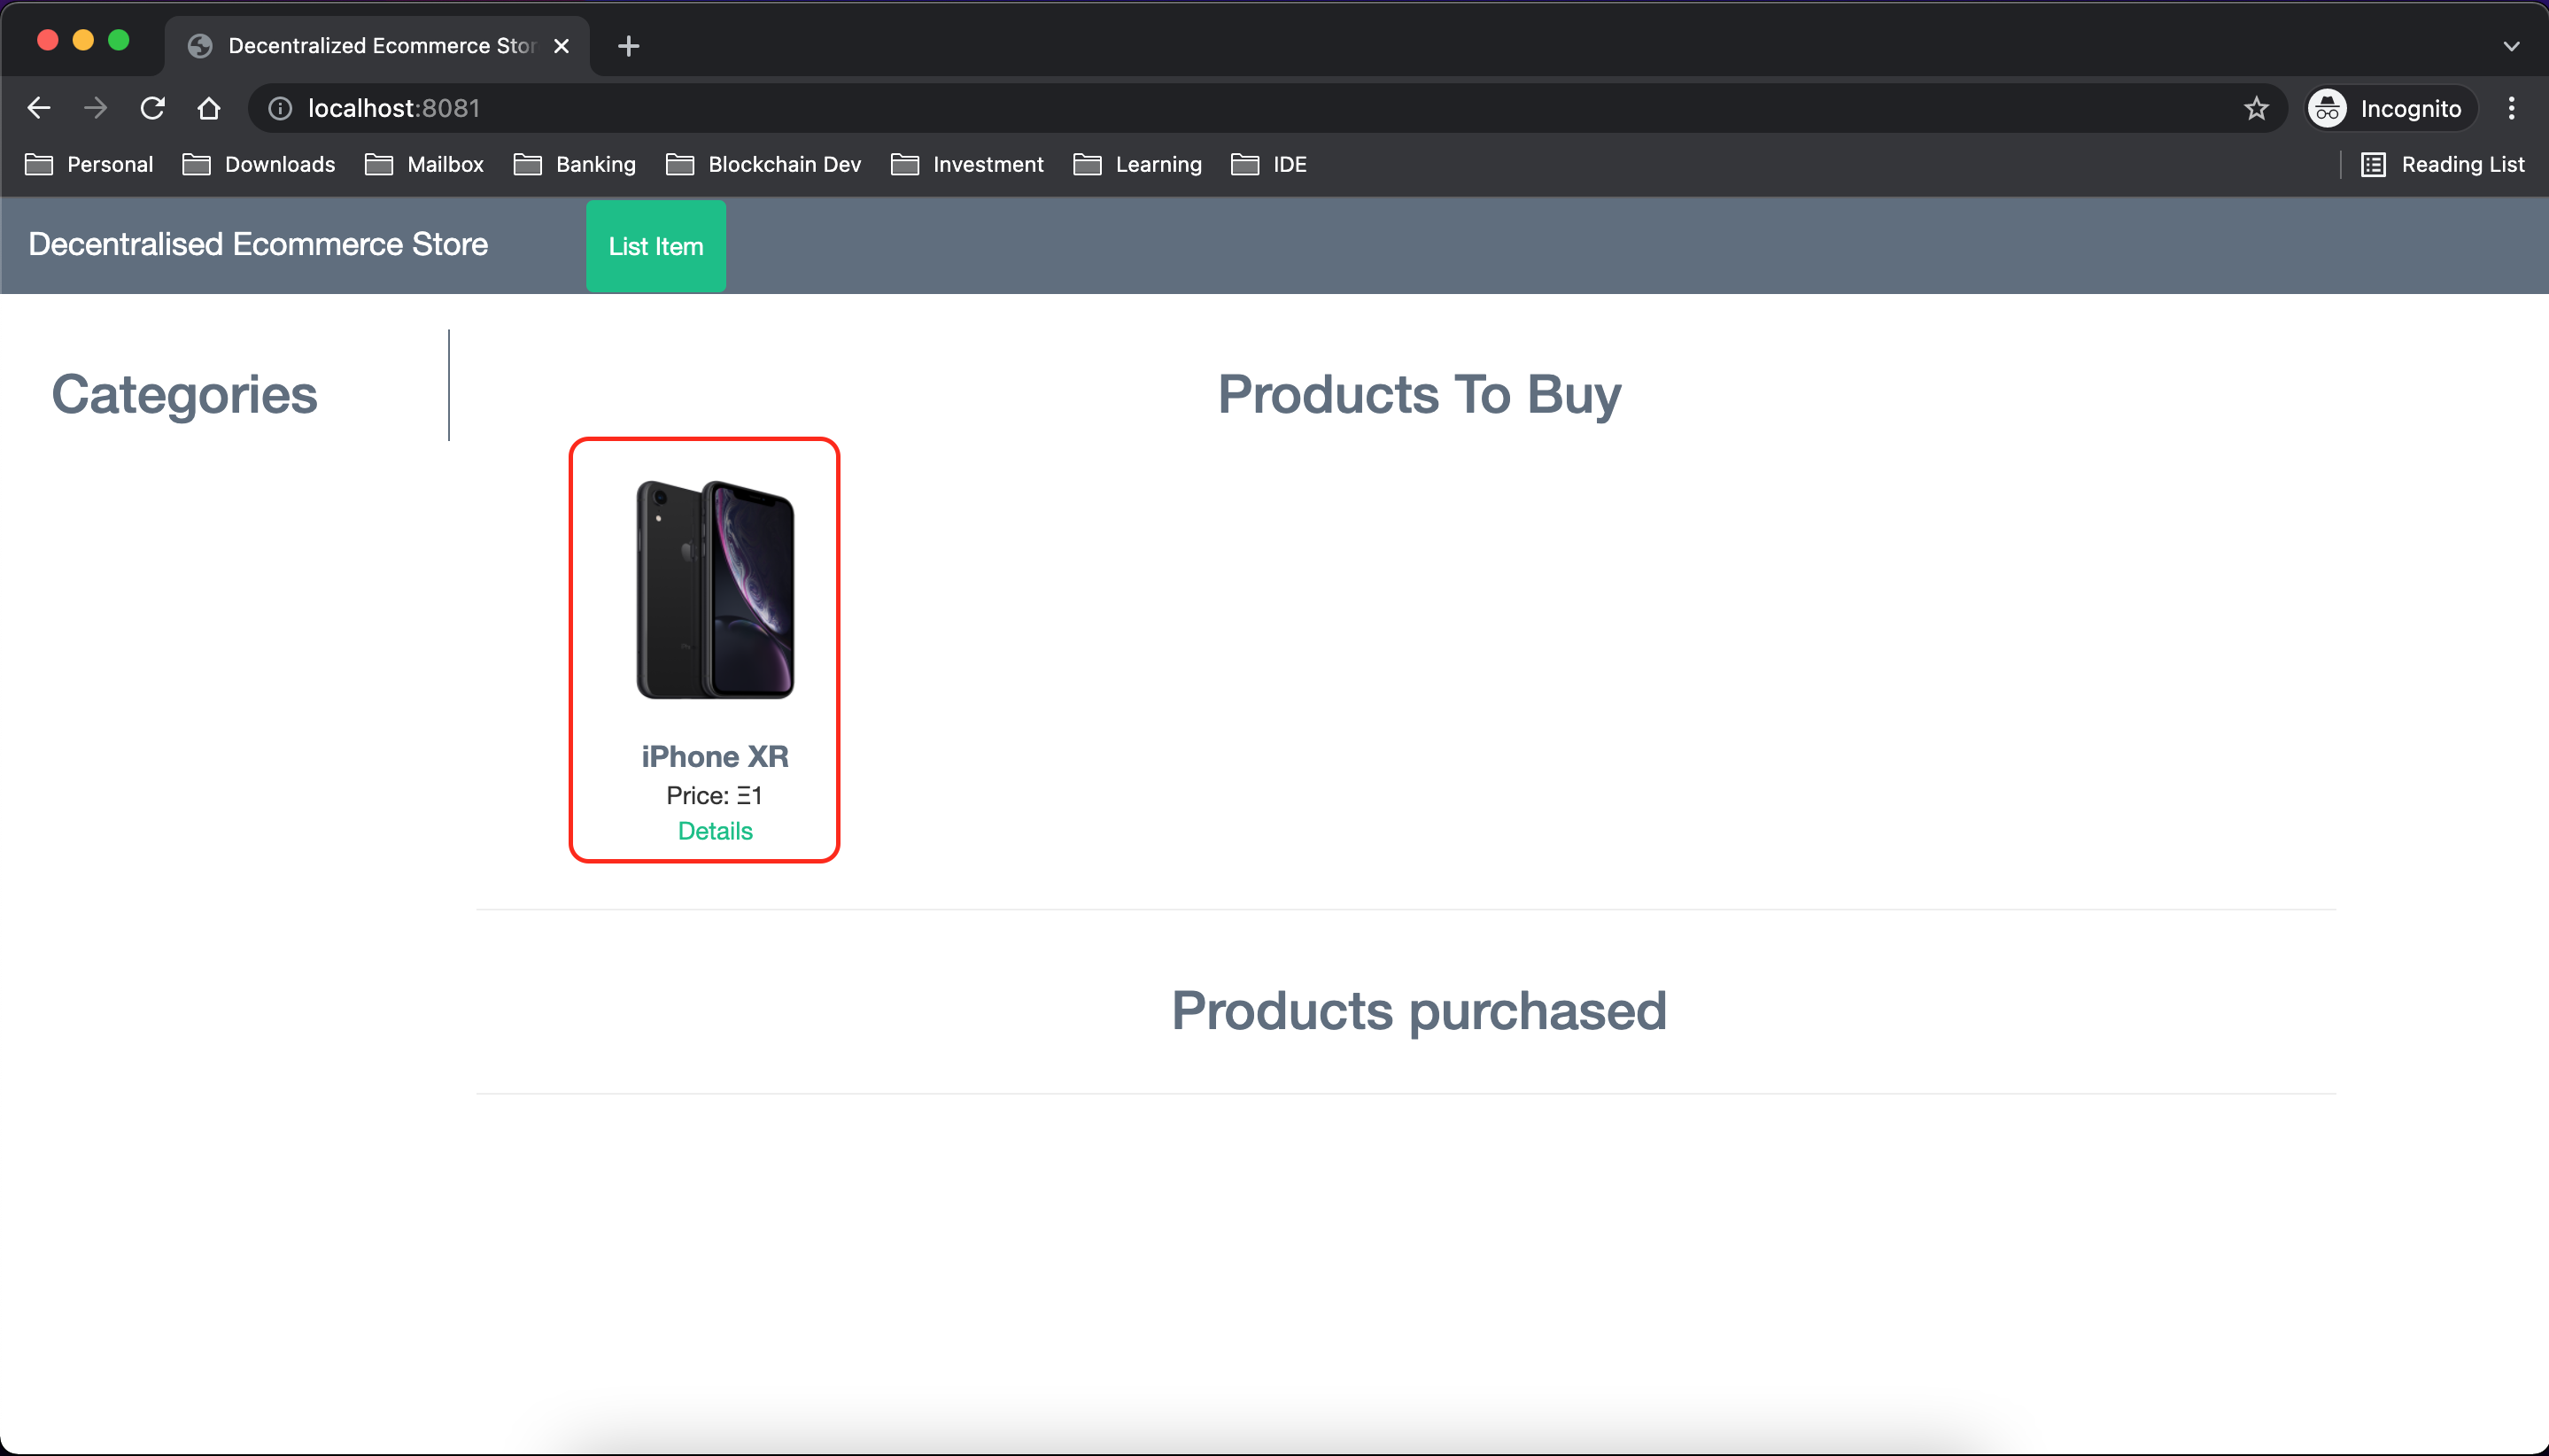 Decentralized Ecommerce Stor
localhost:8081
Incognito
Personal Downloads Mailbox Banking Blockchain Dev Investment Learning IDE Reading List
Decentralised Ecommerce Store List Item
Categories
Products To Buy
iPhone XR
Price: Ξ1
Details
Products purchased